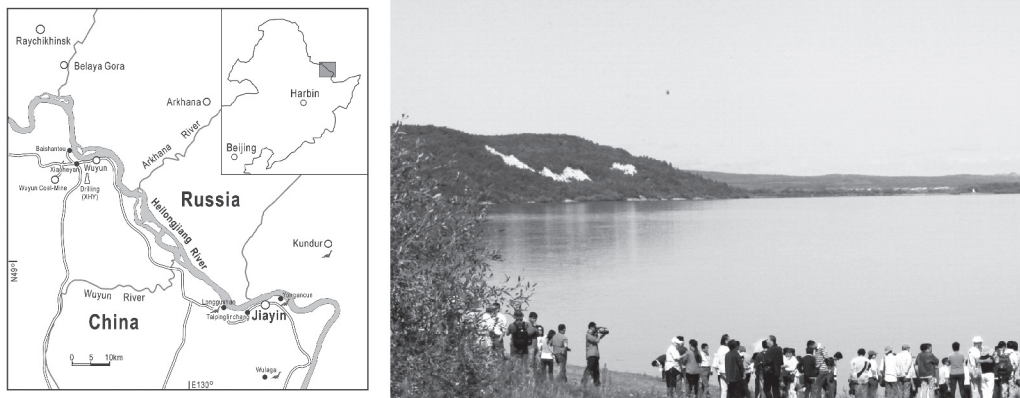 Raychikhinsk
Belaya Gora
Arkhana
Harbin
Beijing
Arkhana River
Baishantou
Xiaoheyan
Wuyun
Wuyun Coal-Mine
Drilling
(XHY)
Russia
Heilongjiang River
Kundur
N49°
Wuyun River
Longgushan
Yongancun
Taipinglinchang
Jiayin
China
0 5 10km
E130°
Wulaga